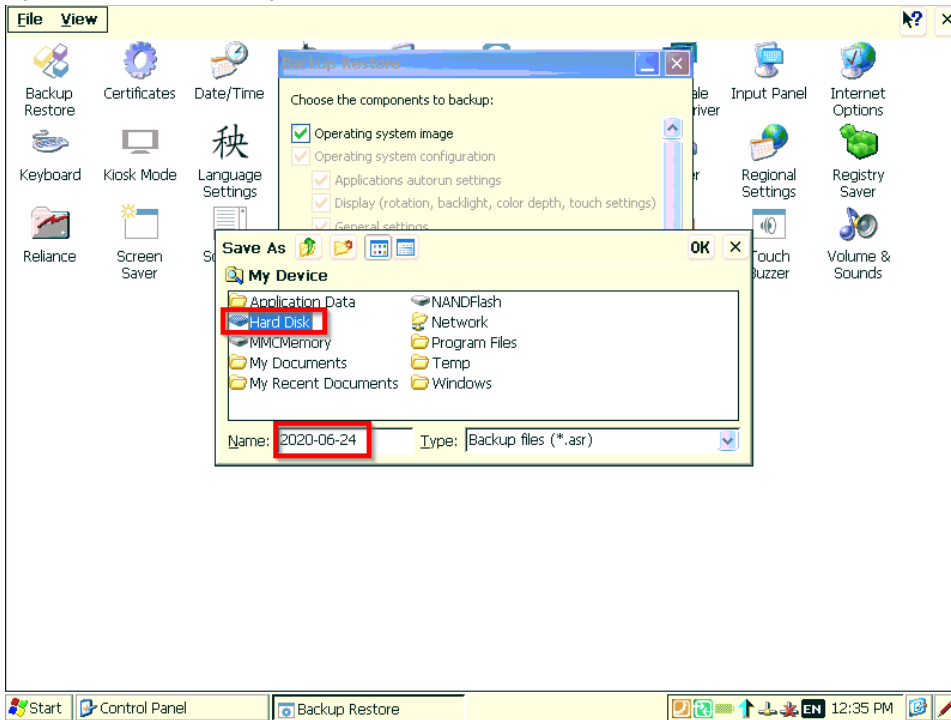 File View
Backup Restore
Backup
Restore
Certificates
Date/Time
Input Panel
Internet
Options
Choose the components to backup:
Operating system image
Operating system configuration
Applications autorun settings
Display (rotation, backlight, color depth, touch settings)
General settings
Keyboard
Kiosk Mode
秧
Language
Settings
Regional
Settings
Registry
Saver
Reliance
Screen
Saver
Touch
Buzzer
Volume &
Sounds
Save As
OK
My Device
Application Data
NANDFlash
Hard Disk
Network
MMCMemory
Program Files
My Documents
Temp
My Recent Documents
Windows
Name: 2020-06-24 Type: Backup files (*.asr)
Start
Control Panel
Backup Restore
EN 12:35 PM